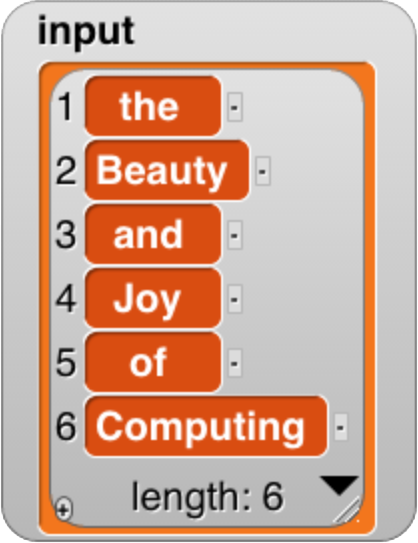 input
1 the -
2 Beauty -
3 and -
4 Joy -
5 of -
6 Computing -
+ length: 6